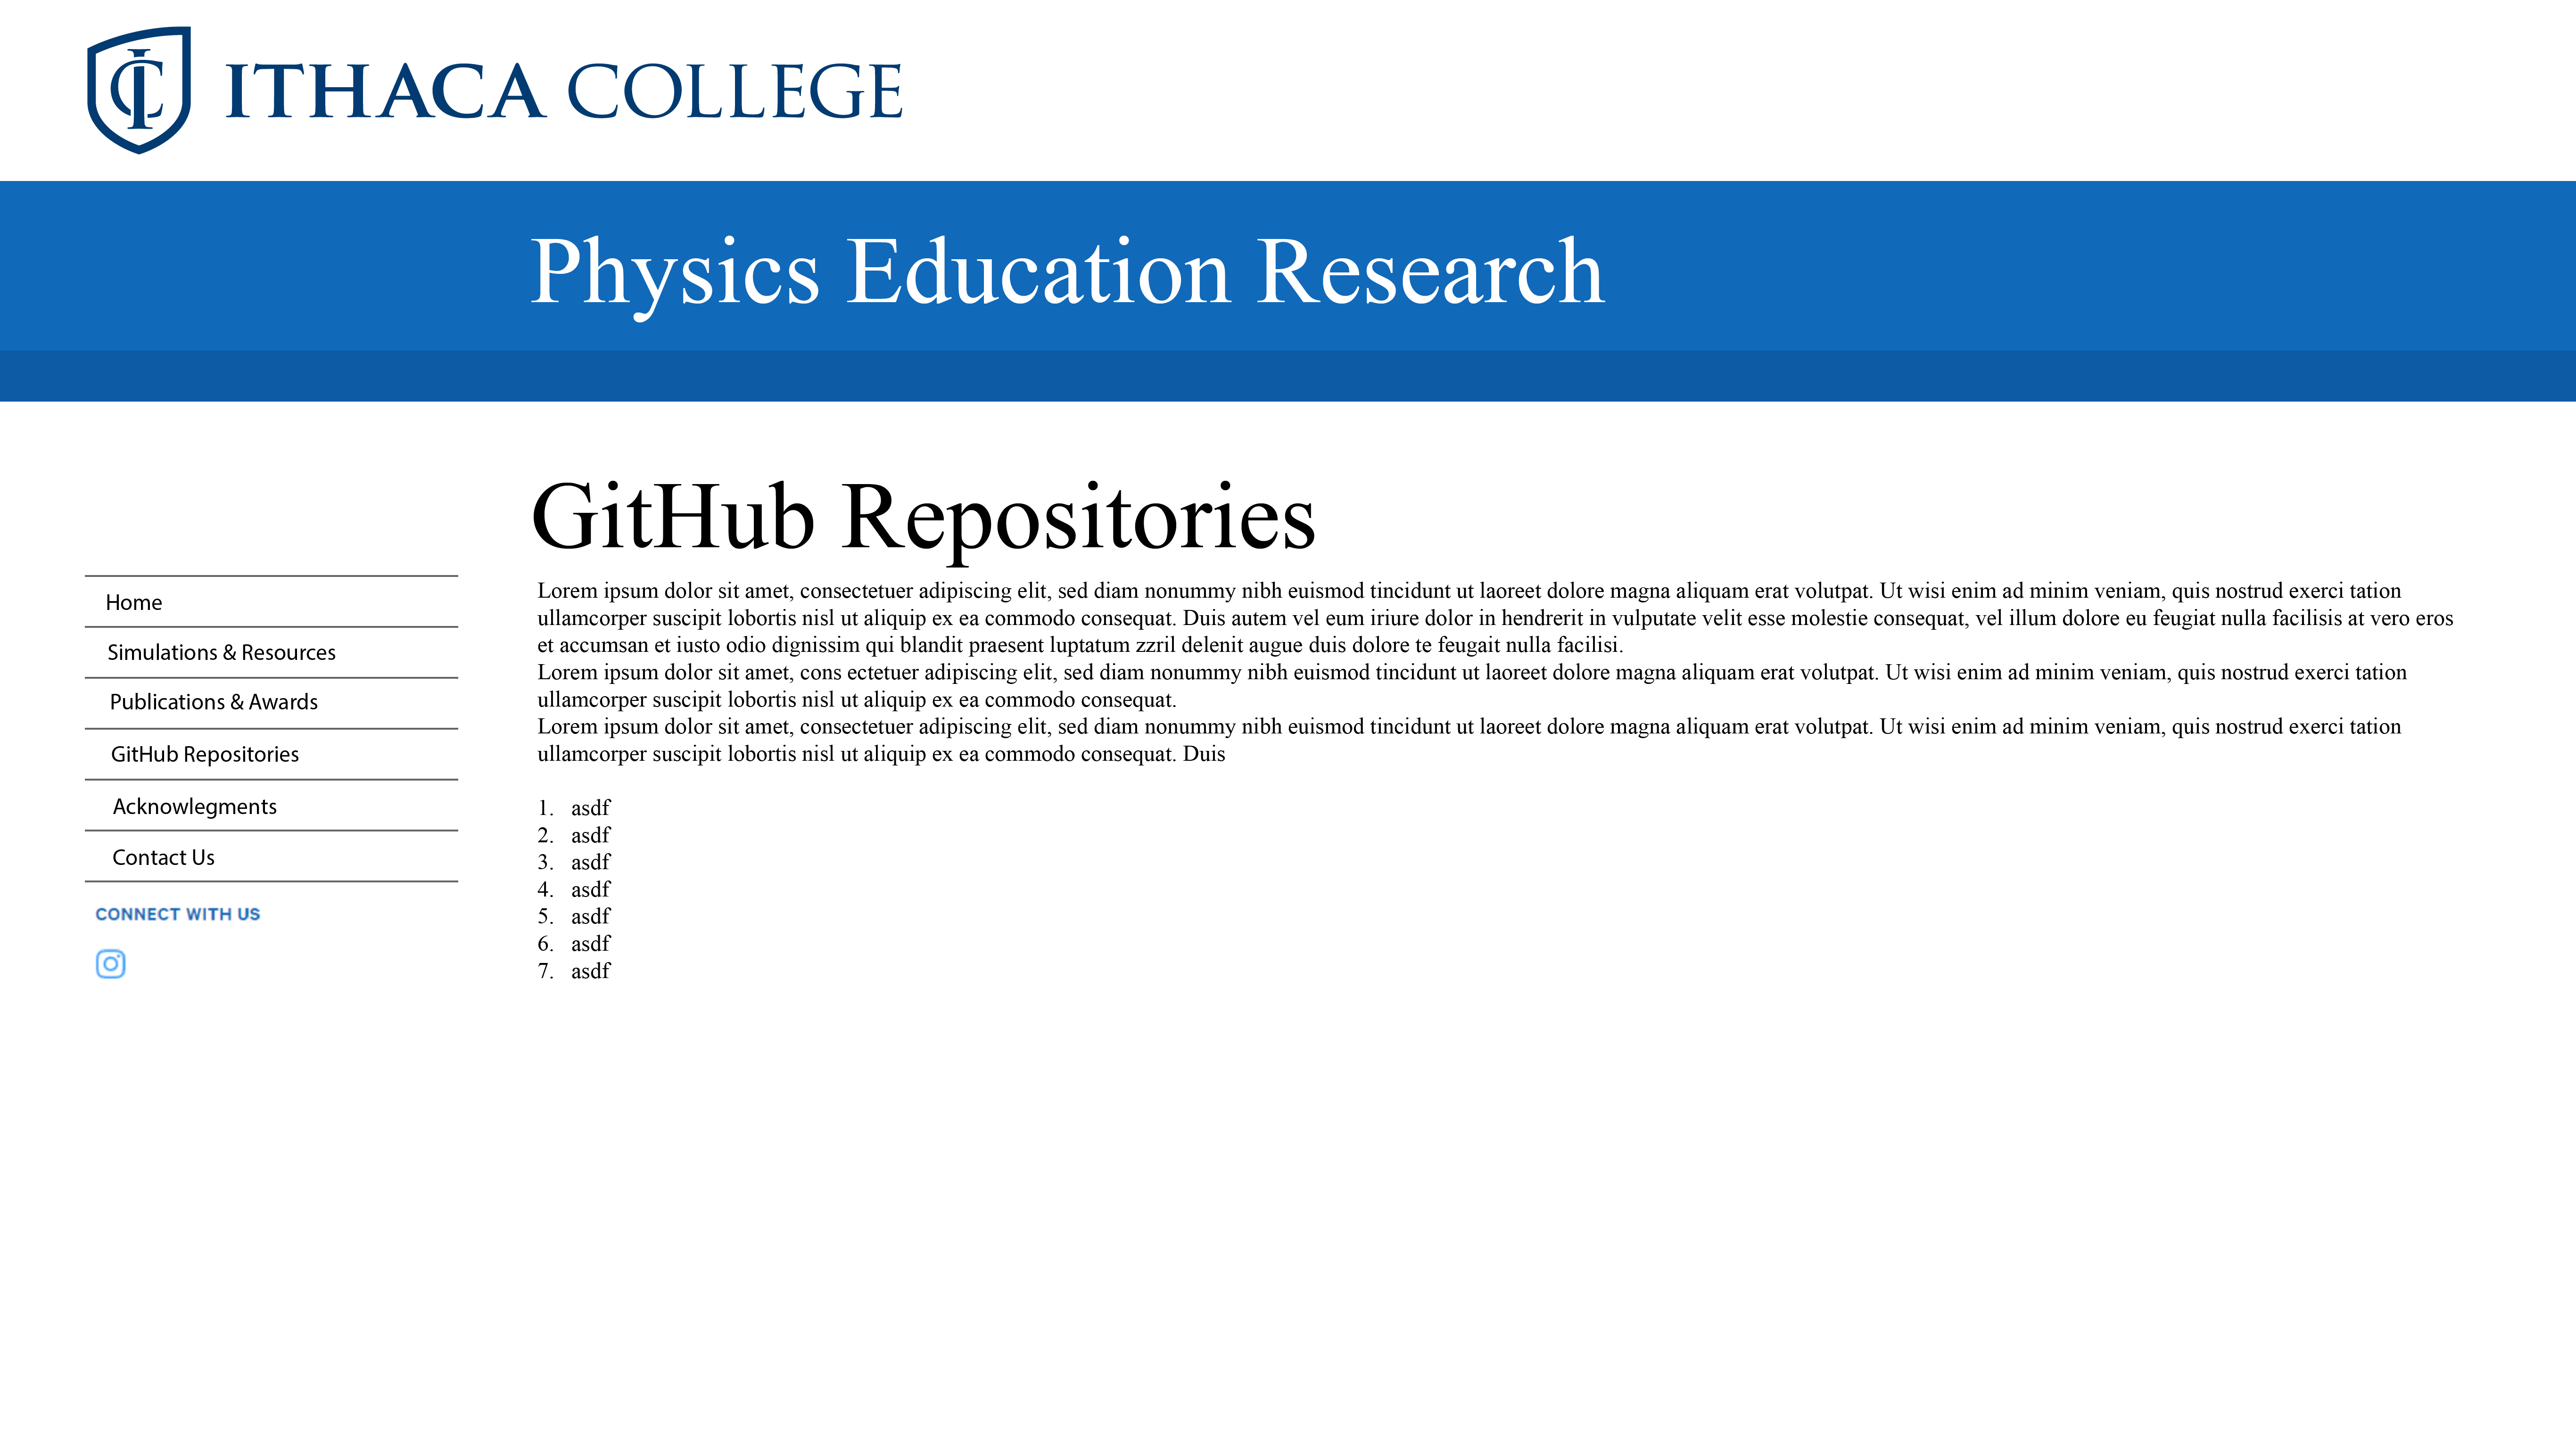 IC
ITHACA COLLEGE
Physics Education Research
GitHub Repositories
Home
Simulations & Resources
Publications & Awards
GitHub Repositories
Acknowlegments
Contact Us
CONNECT WITH US
Lorem ipsum dolor sit amet, consectetuer adipiscing elit, sed diam nonummy nibh euismod tincidunt ut laoreet dolore magna aliquam erat volutpat. Ut wisi enim ad minim veniam, quis nostrud exerci tation
ullamcorper suscipit lobortis nisl ut aliquip ex ea commodo consequat. Duis autem vel eum iriure dolor in hendrerit in vulputate velit esse molestie consequat, vel illum dolore eu feugiat nulla facilisis at vero eros
et accumsan et iusto odio dignissim qui blandit praesent luptatum zzril delenit augue duis dolore te feugait nulla facilisi.
Lorem ipsum dolor sit amet, cons ectetuer adipiscing elit, sed diam nonummy nibh euismod tincidunt ut laoreet dolore magna aliquam erat volutpat. Ut wisi enim ad minim veniam, quis nostrud exerci tation
ullamcorper suscipit lobortis nisl ut aliquip ex ea commodo consequat.
Lorem ipsum dolor sit amet, consectetuer adipiscing elit, sed diam nonummy nibh euismod tincidunt ut laoreet dolore magna aliquam erat volutpat. Ut wisi enim ad minim veniam, quis nostrud exerci tation
ullamcorper suscipit lobortis nisl ut aliquip ex ea commodo consequat. Duis
1. asdf
2. asdf
3. asdf
4. asdf
5. asdf
6. asdf
7. asdf